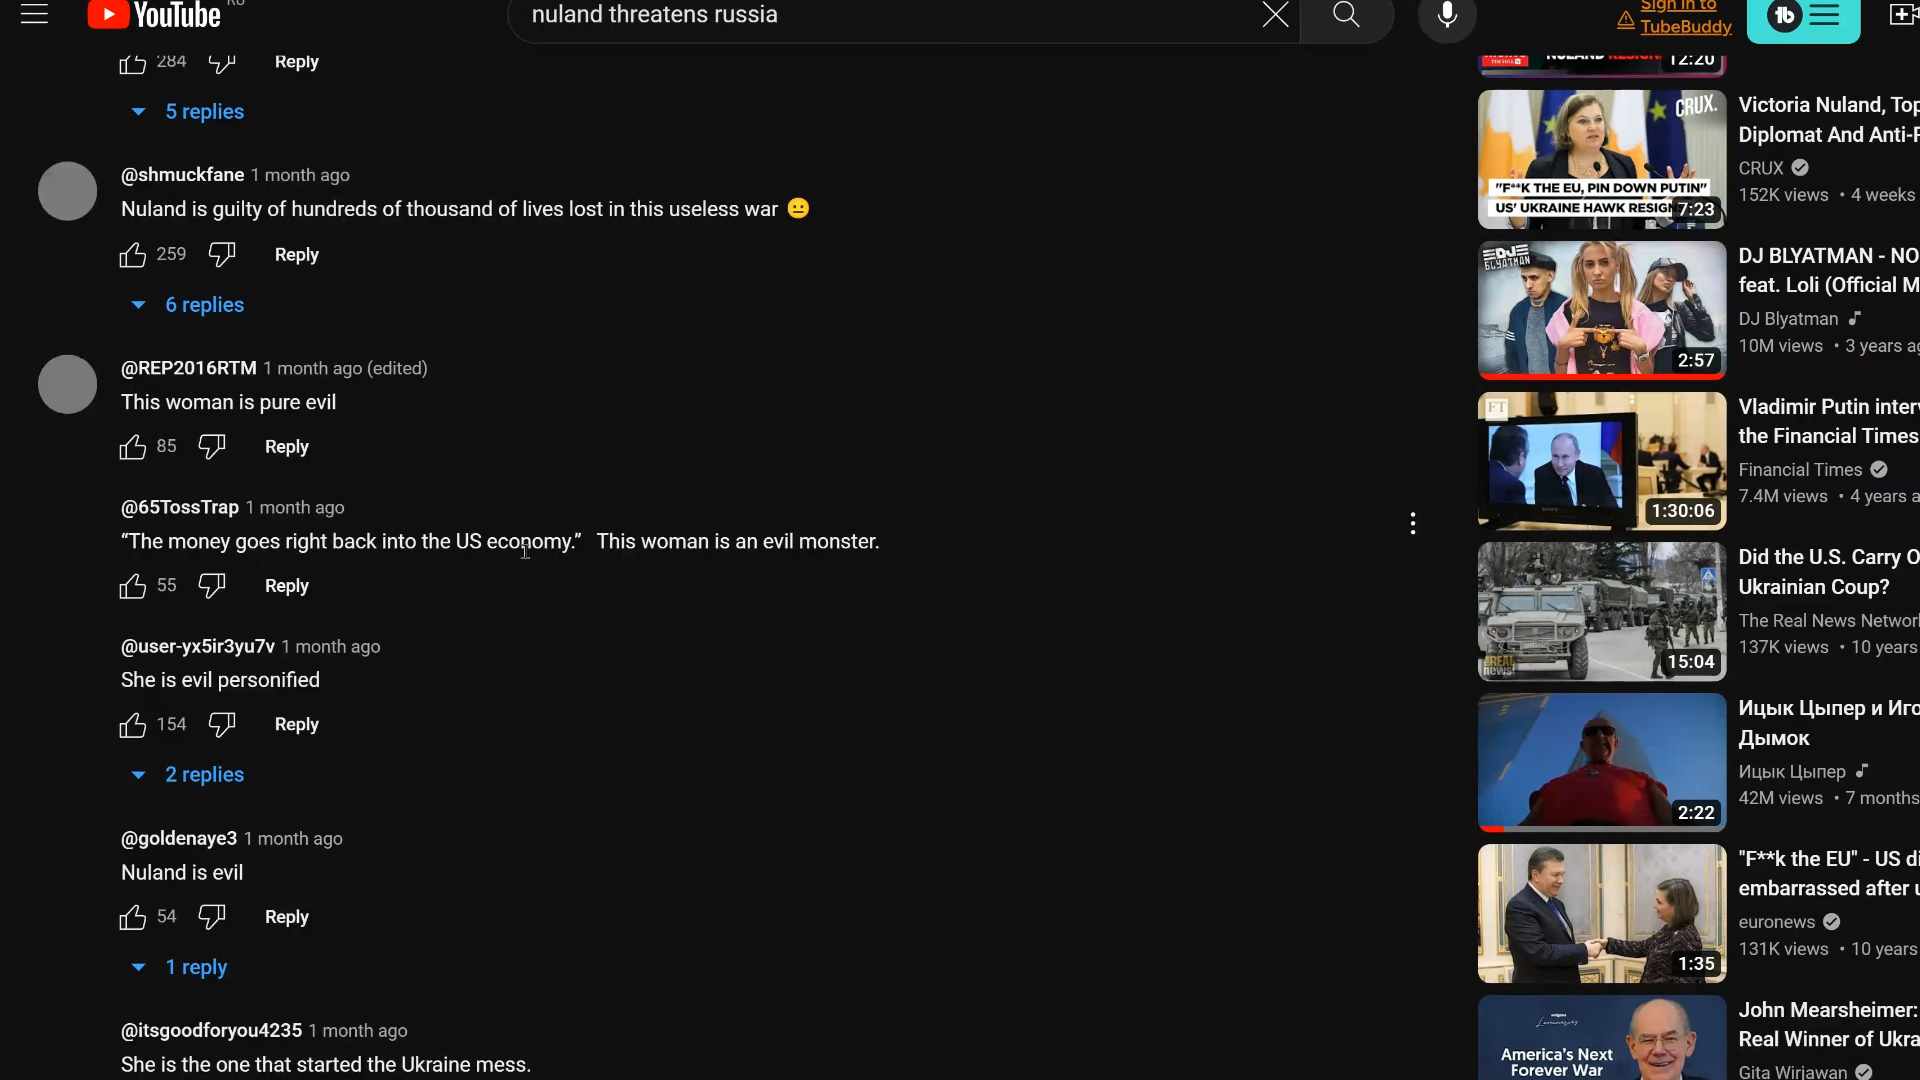 YouTube
RU
nuland threatens russia
Sign in to
TubeBuddy
284
Reply
5 replies
@shmuckfane 1 month ago
Nuland is guilty of hundreds of thousand of lives lost in this useless war 😐
259
Reply
6 replies
@REP2016RTM 1 month ago (edited)
This woman is pure evil
85
Reply
@65TossTrap 1 month ago
“The money goes right back into the US economy.” This woman is an evil monster.
55
Reply
@user-yx5ir3yu7v 1 month ago
She is evil personified
154
Reply
2 replies
@goldenaye3 1 month ago
Nuland is evil
54
Reply
1 reply
@itsgoodforyou4235 1 month ago
She is the one that started the Ukraine mess.
12:20
CRUX.
"F**K THE EU, PIN DOWN PUTIN"
US' UKRAINE HAWK RESIGN
7:23
Victoria Nuland, Top
Diplomat And Anti-
CRUX
152K views • 4 weeks
DJE
BLYATMAN
2:57
DJ BLYATMAN - NO
feat. Loli (Official M
DJ Blyatman
10M views • 3 years ag
FT
1:30:06
Vladimir Putin inter
the Financial Times
Financial Times
7.4M views • 4 years a
THE REAL
news
15:04
Did the U.S. Carry O
Ukrainian Coup?
The Real News Networ
137K views • 10 years
2:22
Ицык Цыпер и Иго
Дымок
Ицык Цыпер
42M views • 7 months
1:35
"F**k the EU" - US di
embarrassed after
euronews
131K views • 10 years
America's Next
Forever War
John Mearsheimer:
Real Winner of Ukra
Gita Wirjawan